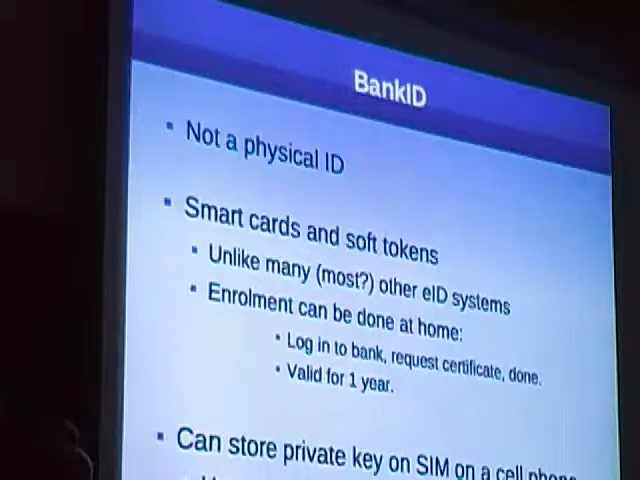 BankID
Not a physical ID
Smart cards and soft tokens
Unlike many (most?) other eID systems
Enrolment can be done at home:
Log in to bank, request certificate, done.
Valid for 1 year.
Can store private key on SIM on a cell phone